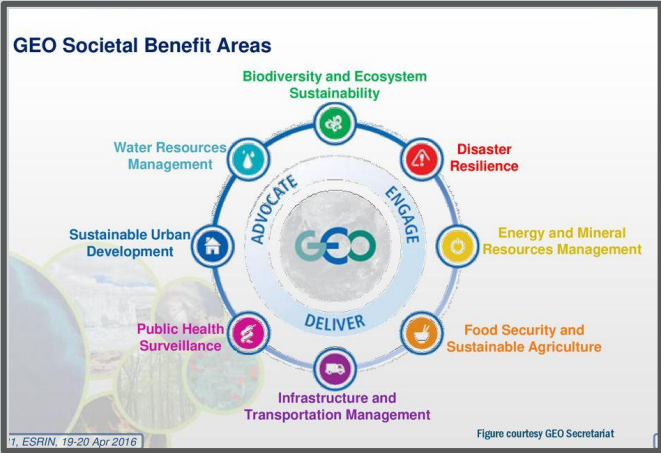 GEO Societal Benefit Areas
Biodiversity and Ecosystem
Sustainability
Water Resources
Management
Disaster
Resilience
ADVOCATE
ENGAGE
GEO
Sustainable Urban
Development
Energy and Mineral
Resources Management
DELIVER
Public Health
Surveillance
Food Security and
Sustainable Agriculture
Infrastructure and
Transportation Management
Figure courtesy GEO Secretariat
ESRIN, 19-20 Apr 2016